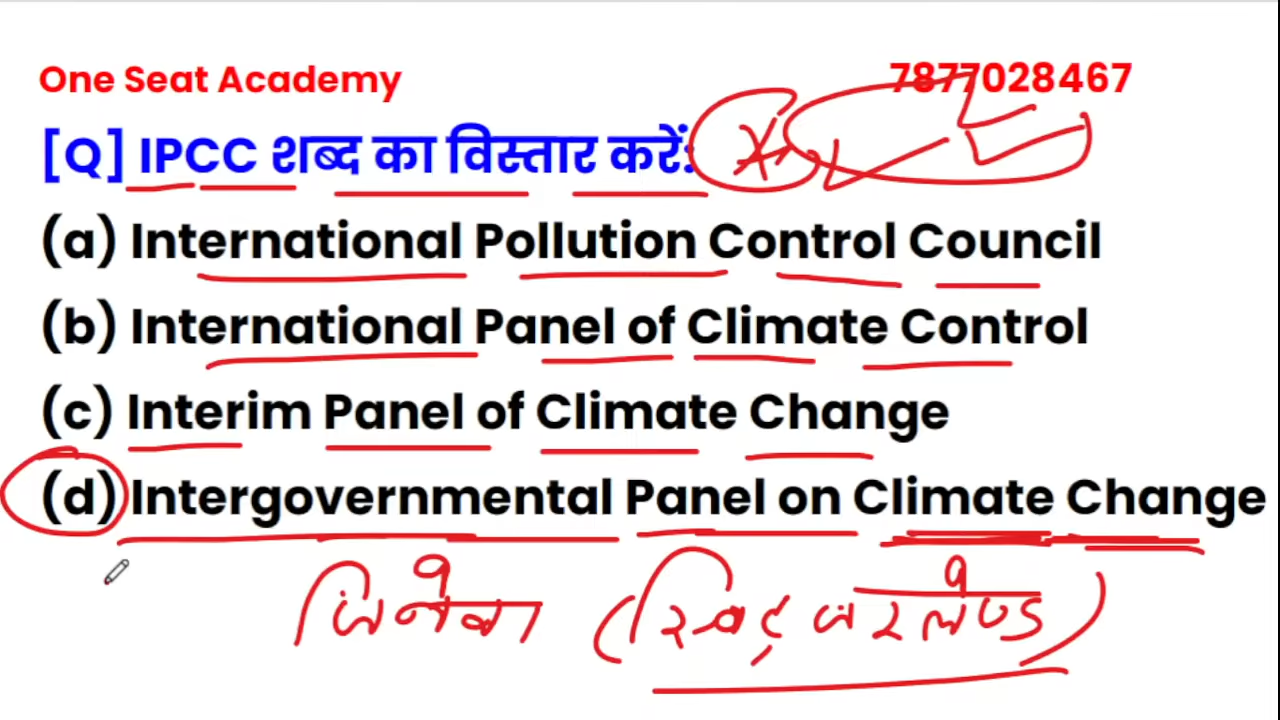 One Seat Academy 7877028467
[Q] IPCC शब्द का विस्तार करें:
(a) International Pollution Control Council
(b) International Panel of Climate Control
(c) Interim Panel of Climate Change
(d) Intergovernmental Panel on Climate Change
जिनेवा (स्विट्जरलैण्ड)